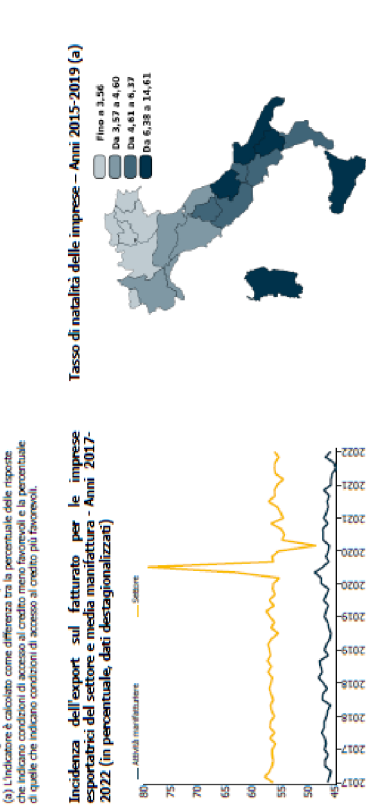 (a) L'indicatore è calcolato come differenza tra la percentuale delle risposte
che indicano condizioni di accesso al credito meno favorevoli e la percentuale
di quelle che indicano condizioni di accesso al credito più favorevoli.
Incidenza dell'export sul fatturato per le imprese
esportatrici del settore e media manifattura - Anni 2017-
2022 (in percentuale, dati destagionalizzati)
Attività manifatturiere
Settore
80
75
70
65
60
55
50
45
2017
2017
2018
2018
2019
2019
2020
2020
2021
2021
2022
2022
Tasso di natalità delle imprese – Anni 2015-2019 (a)
Fino a 3,56
Da 3,57 a 4,60
Da 4,61 a 6,37
Da 6,38 a 14,61